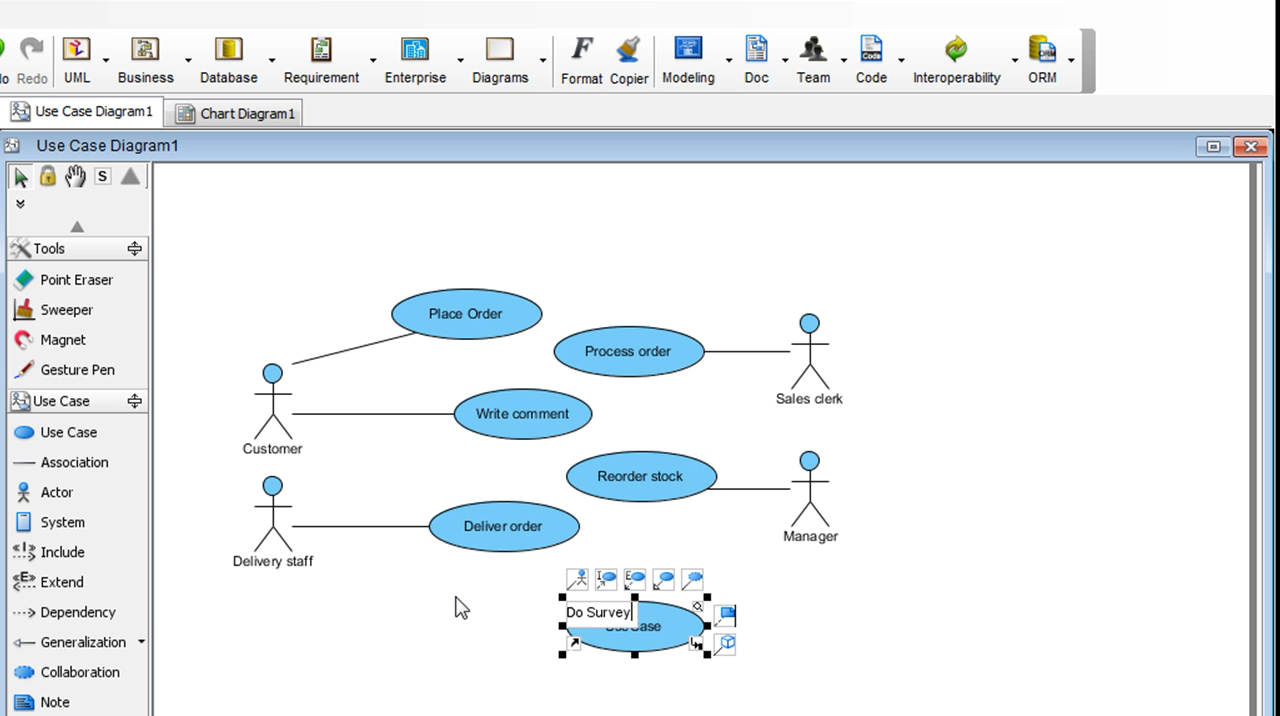 Redo
UML
Business
Database
Requirement
Enterprise
Diagrams
F
Format
Copier
Modeling
Doc
Team
Code
Code
Interoperability
ORM
ORM
Use Case Diagram1
Chart Diagram1
Use Case Diagram1
S
Tools
Point Eraser
Sweeper
Magnet
Gesture Pen
Use Case
Use Case
Association
Actor
System
Include
Extend
Dependency
Generalization
Collaboration
Note
Place Order
Process order
Sales clerk
Customer
Write comment
Reorder stock
Manager
Delivery staff
Deliver order
Do Survey